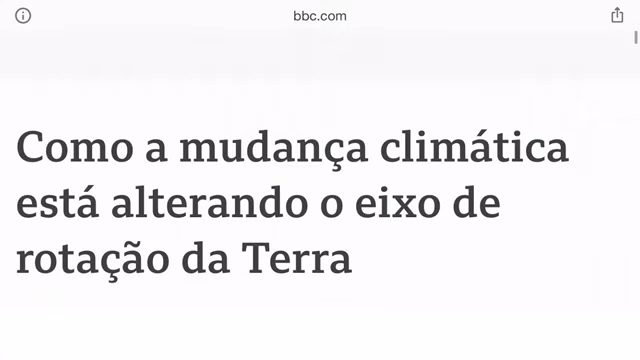 bbc.com
Como a mudança climática
está alterando o eixo de
rotação da Terra